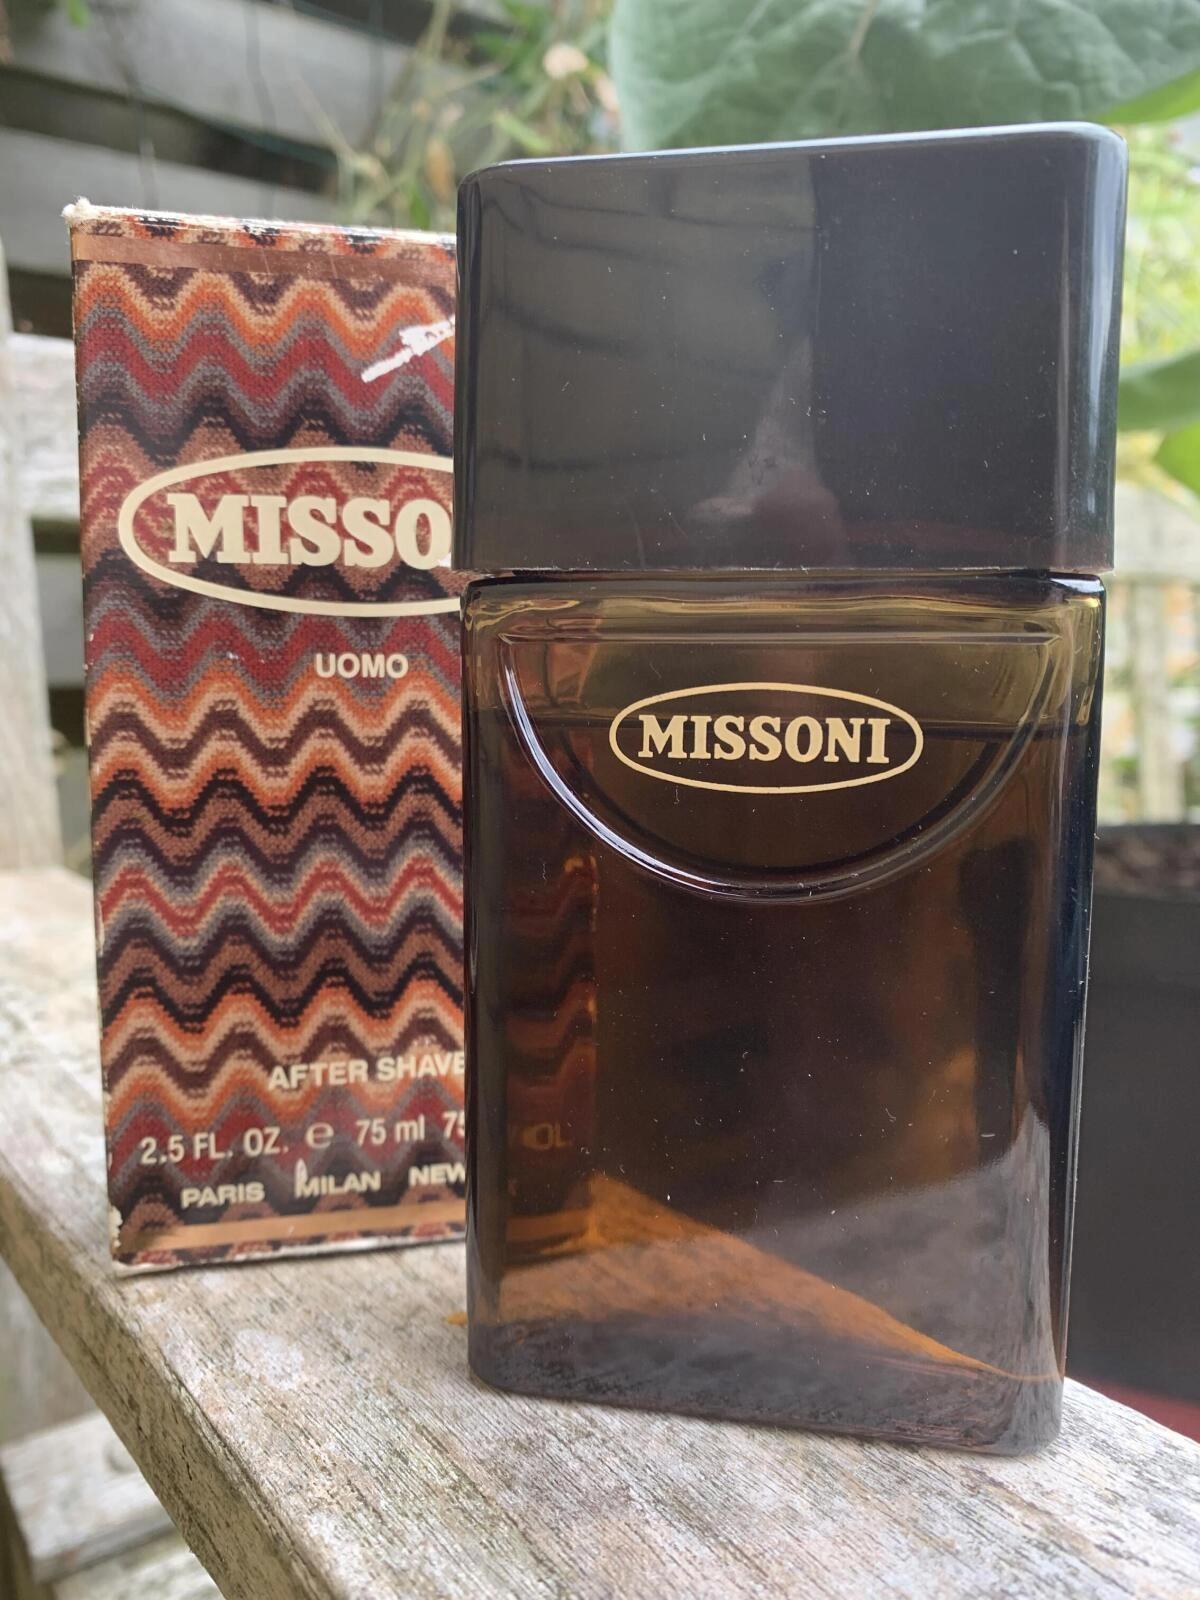 MISSO
UOMO
AFTER SHAVE
2.5 FL. OZ. e 75 ml 75
PARIS MILAN NEW
MISSONI